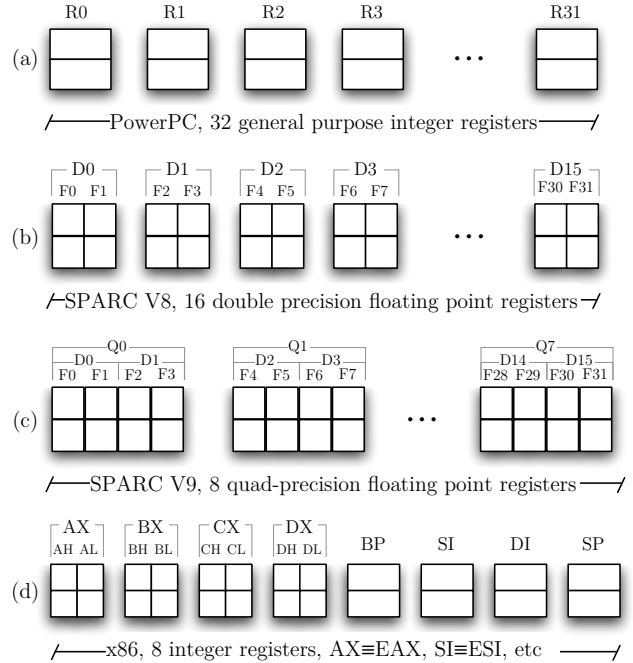 R0 R1 R2 R3 R31
(a) ...
PowerPC, 32 general purpose integer registers
D0 D1 D2 D3 D15
F0 F1 F2 F3 F4 F5 F6 F7 F30 F31
(b) ...
SPARC V8, 16 double precision floating point registers
Q0 Q1 Q7
D0 D1 D2 D3 D14 D15
F0 F1 F2 F3 F4 F5 F6 F7 F28 F29 F30 F31
(c) ...
SPARC V9, 8 quad-precision floating point registers
AX BX CX DX BP SI DI SP
AH AL BH BL CH CL DH DL
(d)
x86, 8 integer registers, AX≡EAX, SI≡ESI, etc